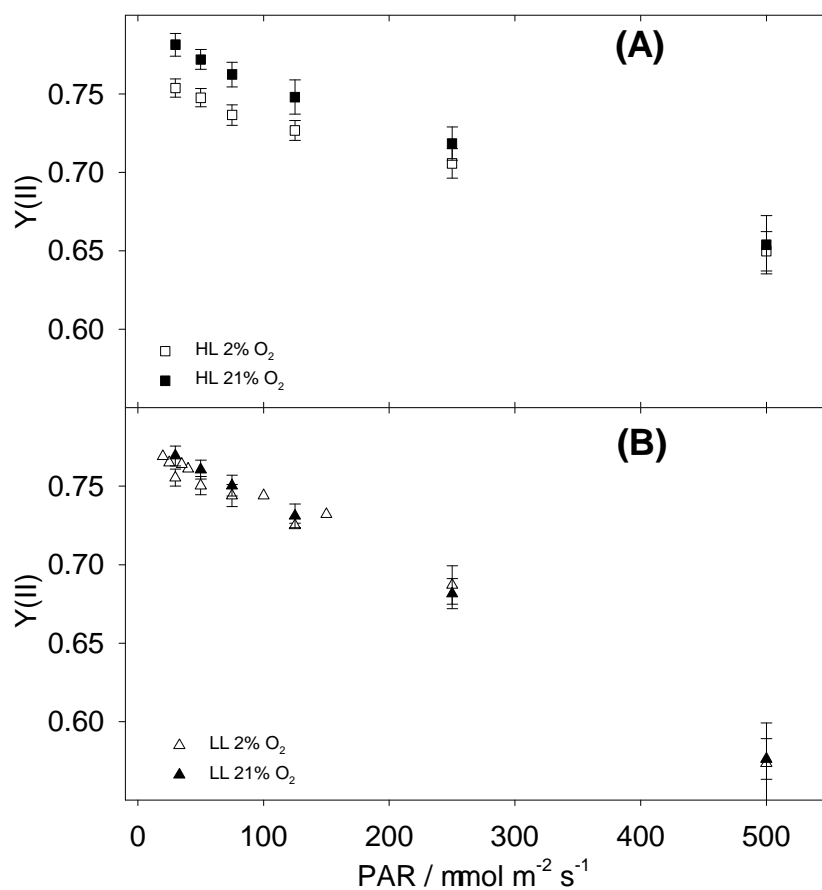 (A)
0.75
0.70
0.65
0.60
Y(II)
HL 2% O₂
HL 21% O₂
(B)
0.75
0.70
0.65
0.60
Y(II)
LL 2% O₂
LL 21% O₂
0 100 200 300 400 500
PAR / mmol m⁻² s⁻¹